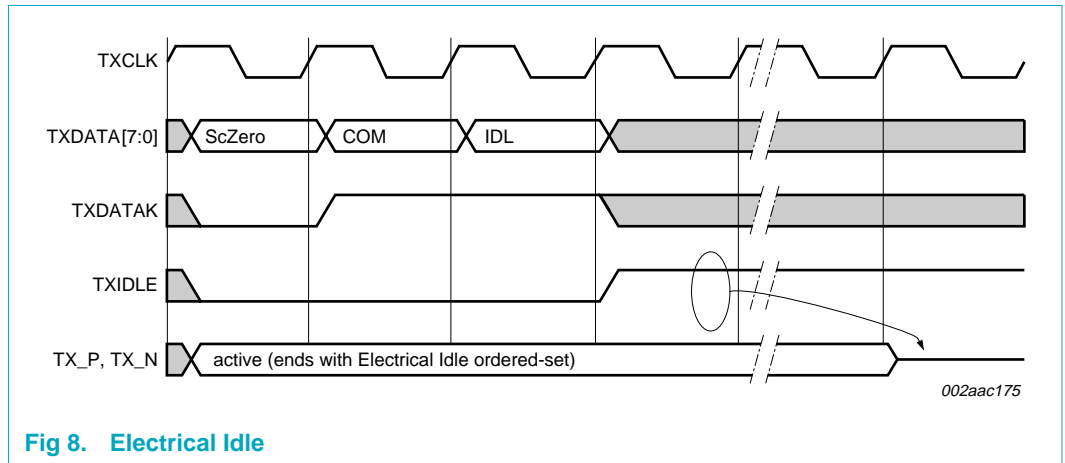 TXCLK
TXDATA[7:0] ScZero COM IDL
TXDATAK
TXIDLE
TX_P, TX_N active (ends with Electrical Idle ordered-set)
002aac175
Fig 8. Electrical Idle